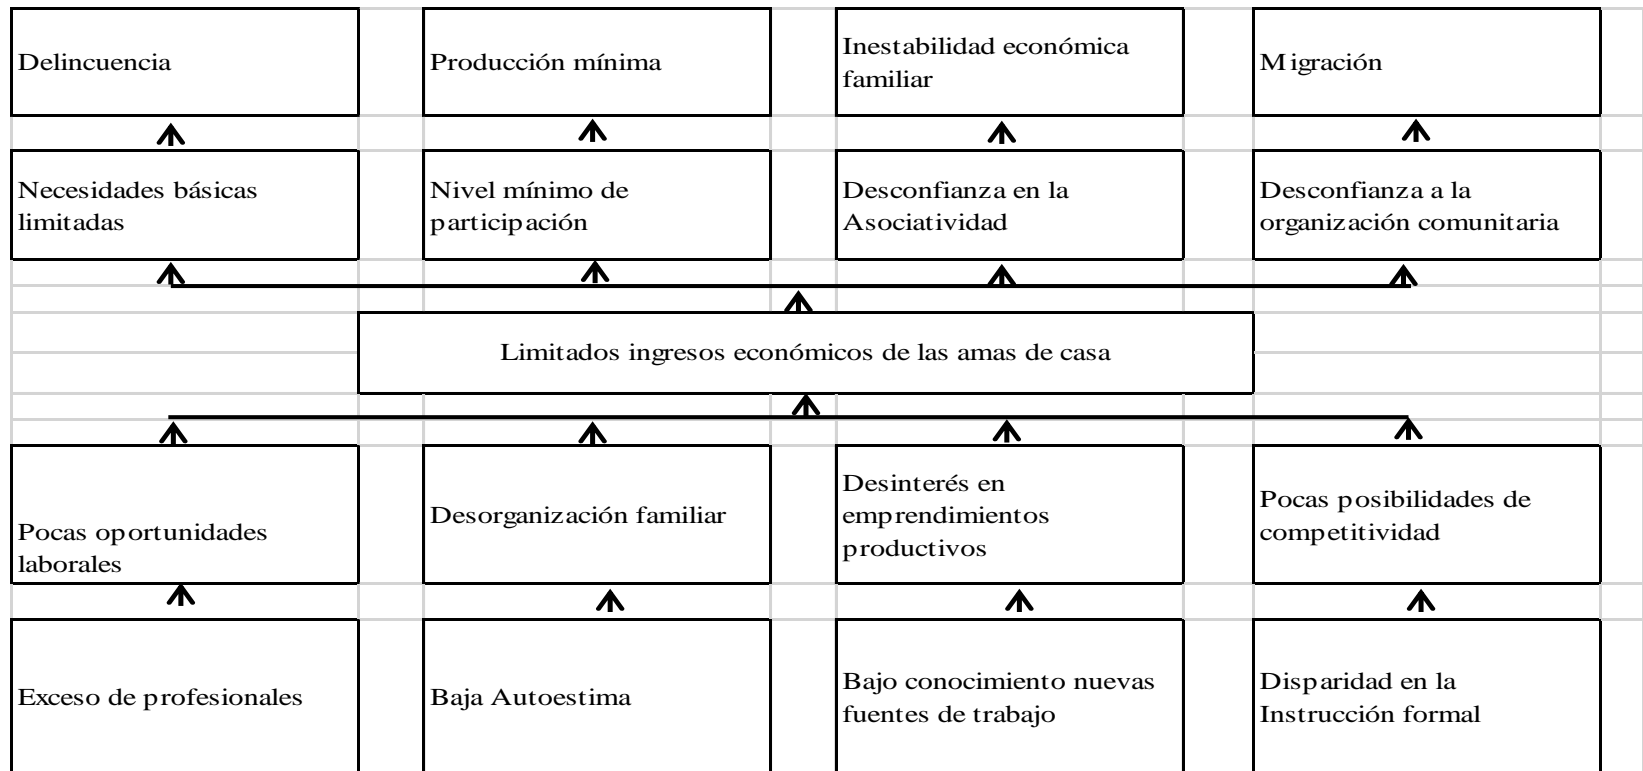 Delincuencia
Producción mínima
Inestabilidad económica
familiar
Migración
Necesidades básicas
limitadas
Nivel mínimo de
participación
Desconfianza en la
Asociatividad
Desconfianza a la
organización comunitaria
Limitados ingresos económicos de las amas de casa
Pocas oportunidades
laborales
Desorganización familiar
Desinterés en
emprendimientos
productivos
Pocas posibilidades de
competitividad
Exceso de profesionales
Baja Autoestima
Bajo conocimiento nuevas
fuentes de trabajo
Disparidad en la
Instrucción formal